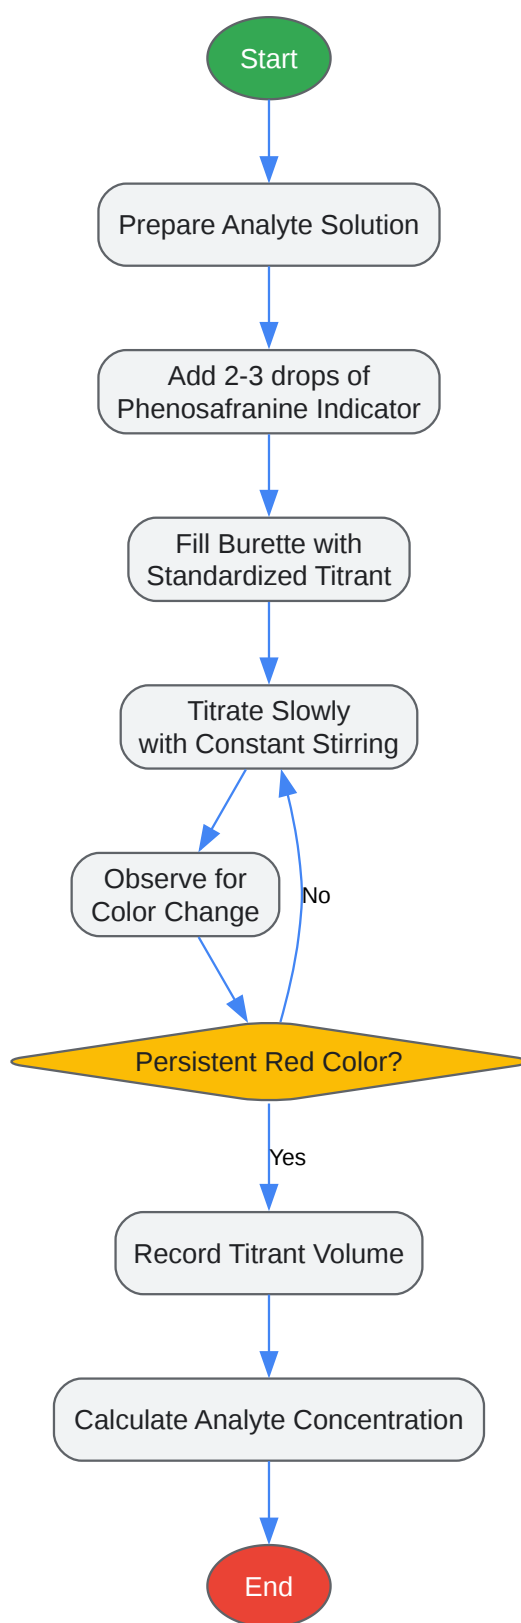 Start
Prepare Analyte Solution
Add 2-3 drops of
Phenosafranine Indicator
Fill Burette with
Standardized Titrant
Titrate Slowly
with Constant Stirring
Observe for
Color Change
No
Persistent Red Color?
Yes
Record Titrant Volume
Calculate Analyte Concentration
End